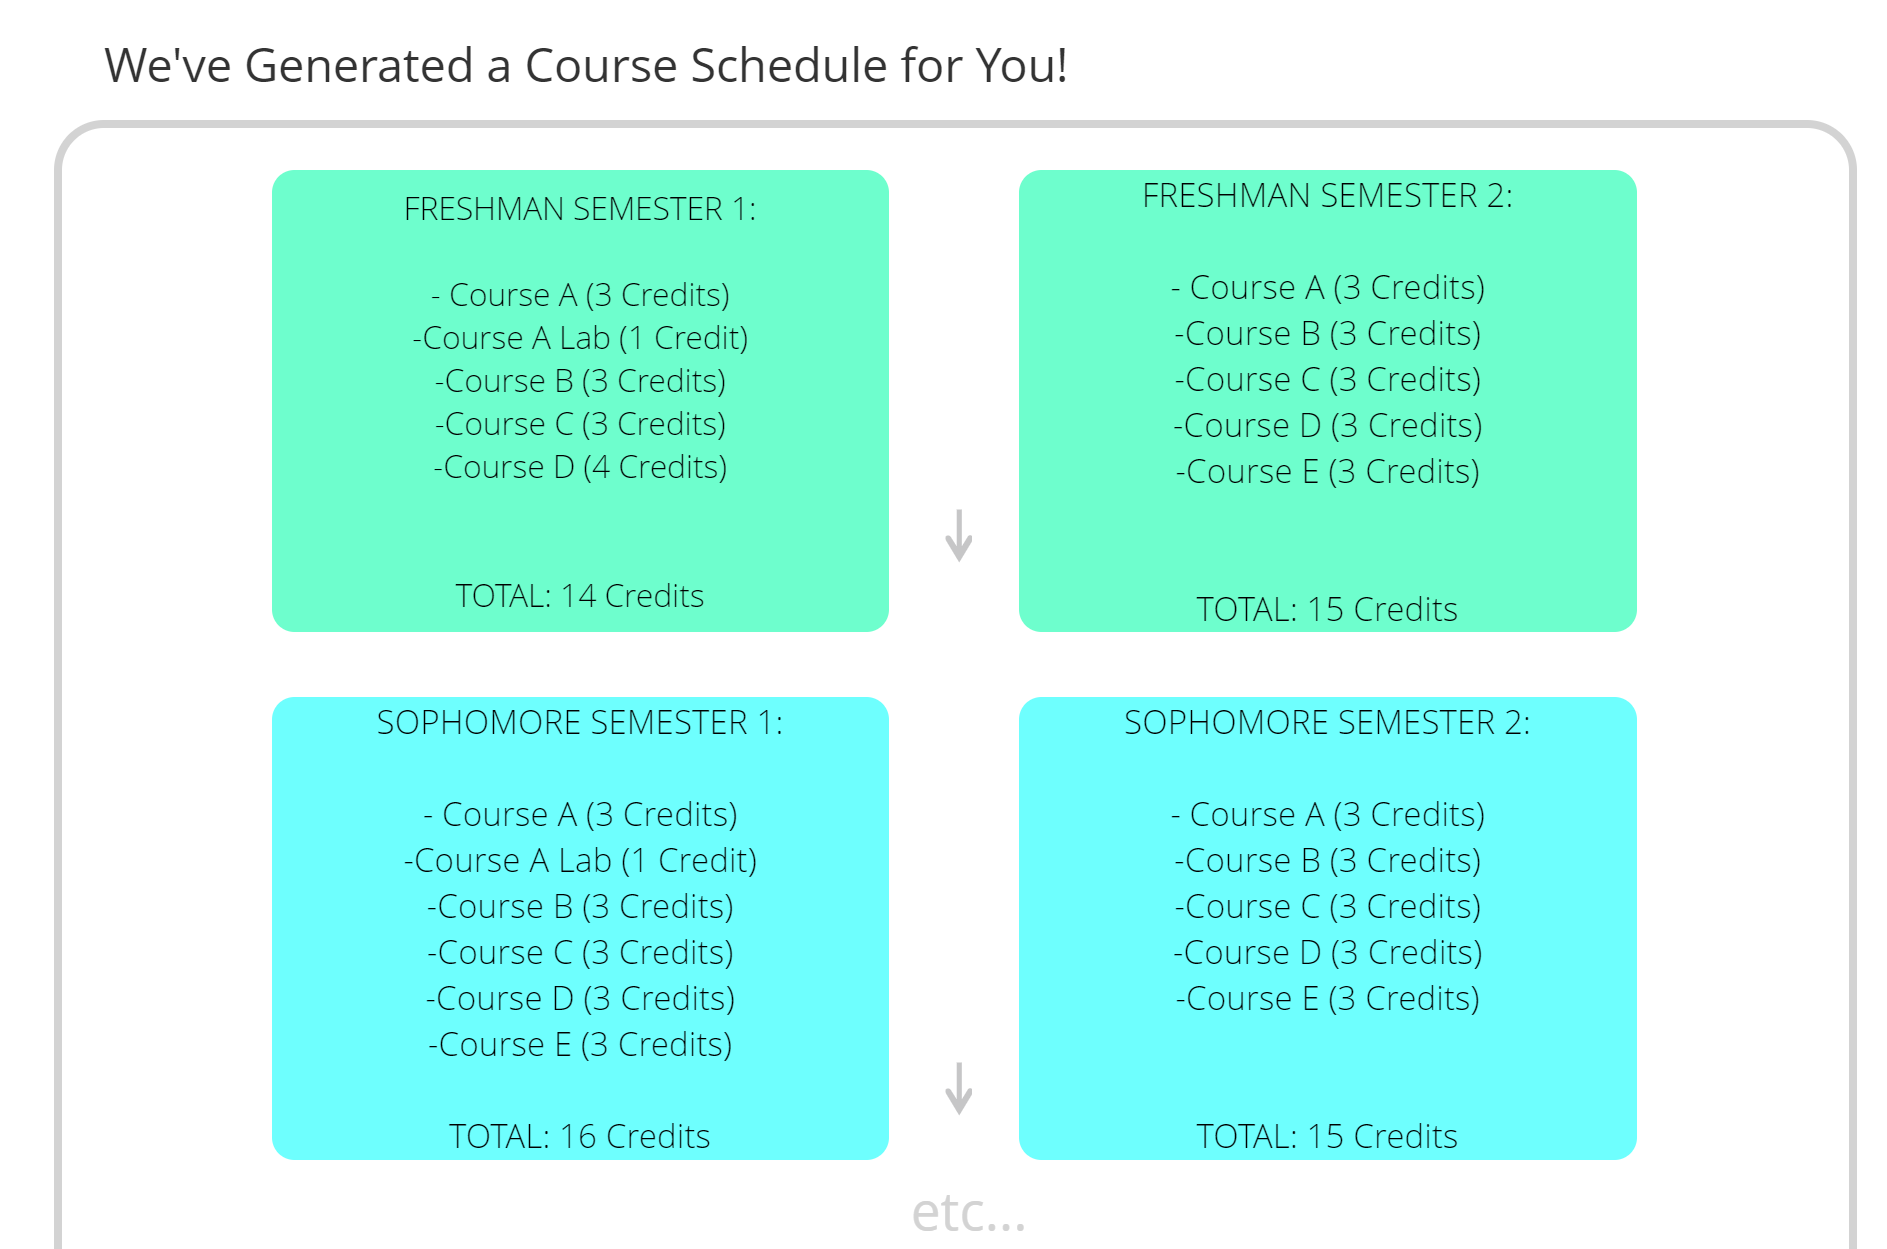 We've Generated a Course Schedule for You!
FRESHMAN SEMESTER 1:
- Course A (3 Credits)
-Course A Lab (1 Credit)
-Course B (3 Credits)
-Course C (3 Credits)
-Course D (4 Credits)
TOTAL: 14 Credits
FRESHMAN SEMESTER 2:
- Course A (3 Credits)
-Course B (3 Credits)
-Course C (3 Credits)
-Course D (3 Credits)
-Course E (3 Credits)
TOTAL: 15 Credits
SOPHOMORE SEMESTER 1:
- Course A (3 Credits)
-Course A Lab (1 Credit)
-Course B (3 Credits)
-Course C (3 Credits)
-Course D (3 Credits)
-Course E (3 Credits)
TOTAL: 16 Credits
SOPHOMORE SEMESTER 2:
- Course A (3 Credits)
-Course B (3 Credits)
-Course C (3 Credits)
-Course D (3 Credits)
-Course E (3 Credits)
TOTAL: 15 Credits
etc...